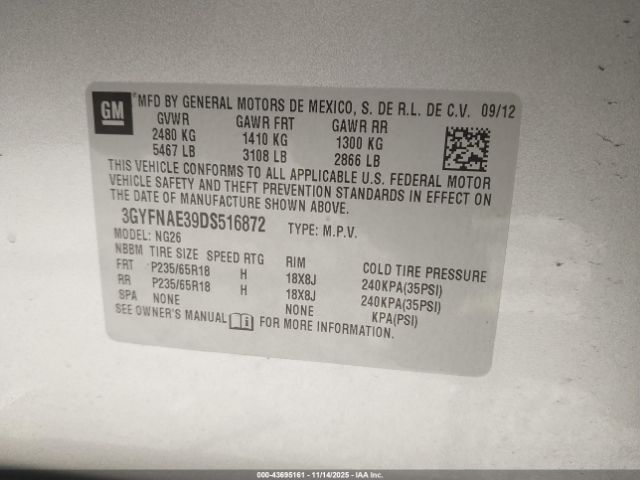 GM
*MFD BY GENERAL MOTORS DE MEXICO, S. DE R.L. DE C.V. 09/12
GVWR GAWR FRT GAWR RR
2480 KG 1410 KG 1300 KG
5467 LB 3108 LB 2866 LB
THIS VEHICLE CONFORMS TO ALL APPLICABLE U.S. FEDERAL MOTOR
VEHICLE SAFETY AND THEFT PREVENTION STANDARDS IN EFFECT ON
THE DATE OF MANUFACTURE SHOWN ABOVE.
3GYFNAE39DS516872 TYPE: M.P.V.
MODEL: NG26
NBBM TIRE SIZE SPEED RTG RIM COLD TIRE PRESSURE
FRT P235/65R18 H 18X8J 240KPA(35PSI)
RR P235/65R18 H 18X8J 240KPA(35PSI)
SPA NONE NONE KPA(PSI)
SEE OWNER'S MANUAL FOR MORE INFORMATION.
000-43695161 - 11/14/2025 - IAA Inc.